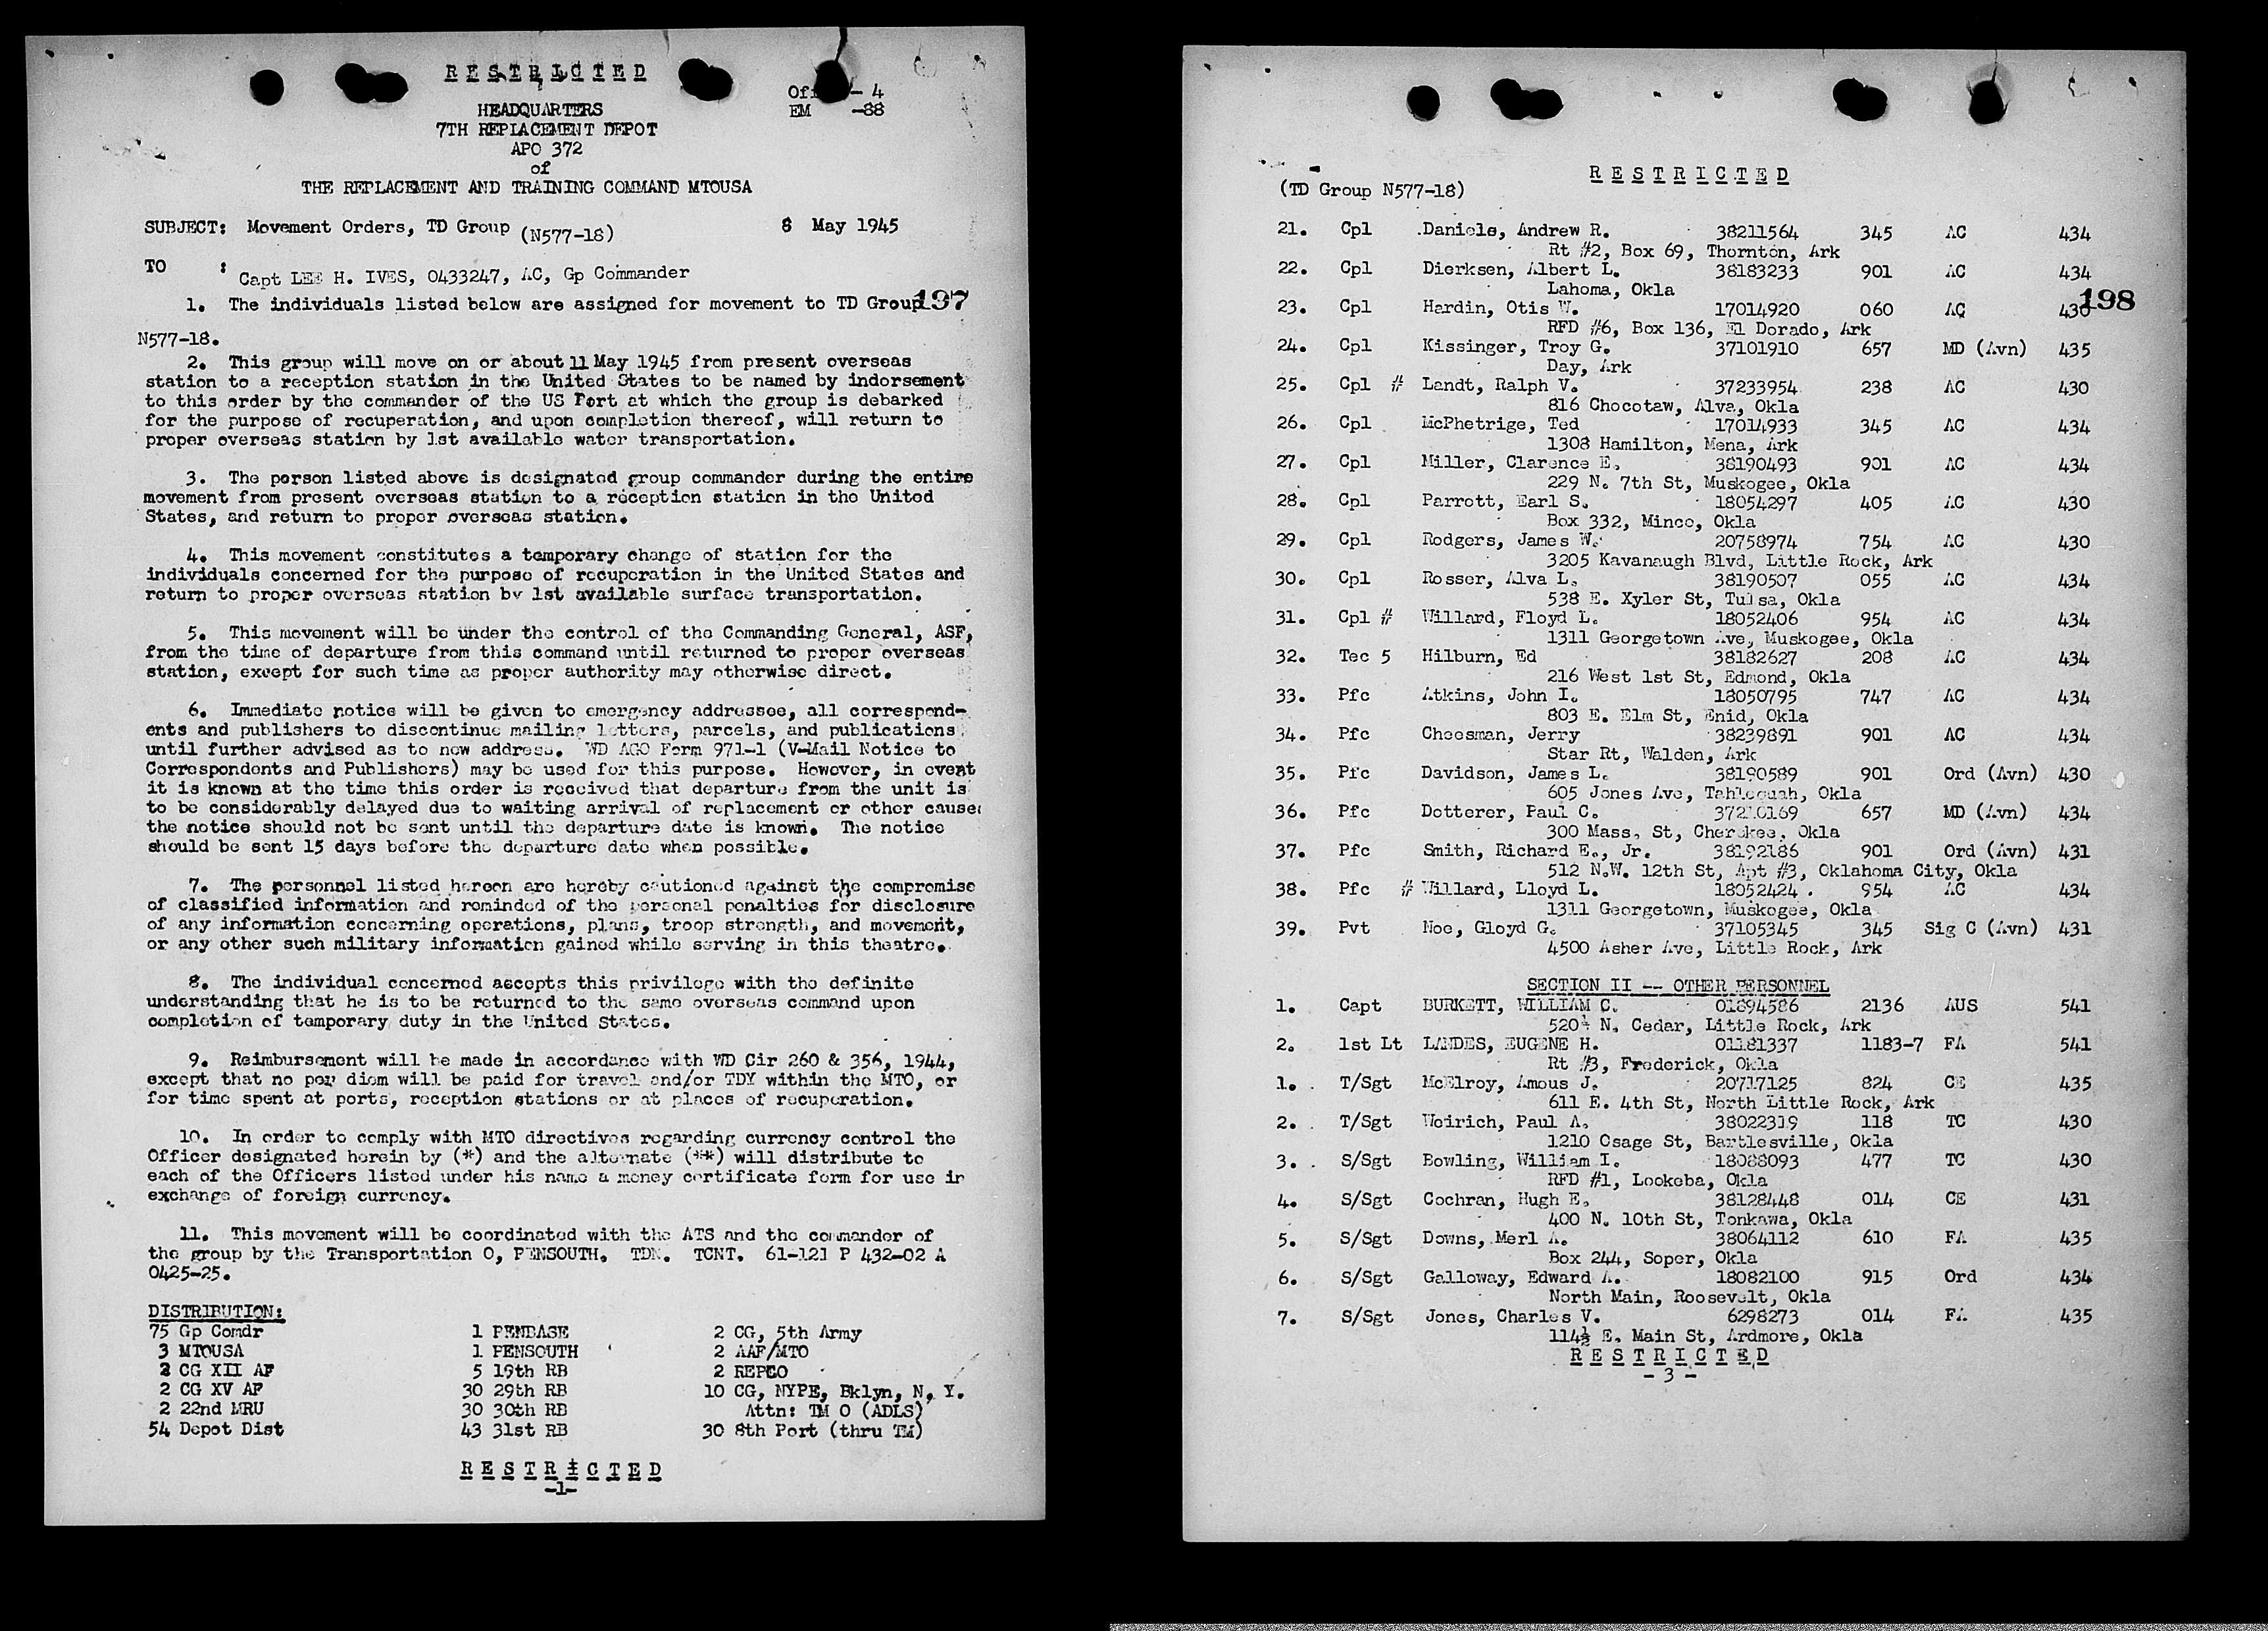 R E S T R I C T E D
Off - 4
EM -88
HEADQUARTERS
7TH REPLACEMENT DEPOT
APO 372
of
THE REPLACEMENT AND TRAINING COMMAND MTOUSA
SUBJECT: Movement Orders, TD Group (N577-18) 8 May 1945
TO : Capt LEE H. IVES, 0433247, AC, Gp Commander
1. The individuals listed below are assigned for movement to TD Group
197
N577-18.
2. This group will move on or about 11 May 1945 from present overseas
station to a reception station in the United States to be named by indorsement
to this order by the commander of the US Port at which the group is debarked
for the purpose of recuperation, and upon completion thereof, will return to
proper overseas station by 1st available water transportation.
3. The person listed above is designated group commander during the entire
movement from present overseas station to a reception station in the United
States, and return to proper overseas station.
4. This movement constitutes a temporary change of station for the
individuals concerned for the purpose of recuperation in the United States and
return to proper overseas station by 1st available surface transportation.
5. This movement will be under the control of the Commanding General, ASF,
from the time of departure from this command until returned to proper overseas
station, except for such time as proper authority may otherwise direct.
6. Immediate notice will be given to emergency addressee, all correspond-
ents and publishers to discontinue mailing letters, parcels, and publications
until further advised as to new address. WD AGO Form 971-1 (V-Mail Notice to
Correspondents and Publishers) may be used for this purpose. However, in event
it is known at the time this order is received that departure from the unit is
to be considerably delayed due to waiting arrival of replacement or other cause
the notice should not be sent until the departure date is known. The notice
should be sent 15 days before the departure date when possible.
7. The personnel listed hereon are hereby cautioned against the compromise
of classified information and reminded of the personal penalties for disclosure
of any information concerning operations, plans, troop strength, and movement,
or any other such military information gained while serving in this theatre.
8. The individual concerned accepts this privilege with the definite
understanding that he is to be returned to the same overseas command upon
completion of temporary duty in the United States.
9. Reimbursement will be made in accordance with WD Cir 260 & 356, 1944,
except that no per diem will be paid for travel and/or TDY within the MTO, or
for time spent at ports, reception stations or at places of recuperation.
10. In order to comply with MTO directives regarding currency control the
Officer designated herein by (*) and the alternate (**) will distribute to
each of the Officers listed under his name a money certificate form for use in
exchange of foreign currency.
11. This movement will be coordinated with the ATS and the commander of
the group by the Transportation O, PENSOUTH. TDN. TCNT. 61-121 P 432-02 A
0425-25.
DISTRIBUTION:
75 Gp Comdr 1 PENBASE 2 CG, 5th Army
3 MTOUSA 1 PENSOUTH 2 AAF/MTO
2 CG XII AF 5 19th RB 2 REPCO
2 CG XV AF 30 29th RB 10 CG, NYPE, Bklyn, N. Y.
2 22nd MRU 30 30th RB Attn: TM O (ADLS)
54 Depot Dist 43 31st RB 30 8th Port (thru TM)
R E S T R I C T E D
-1-
R E S T R I C T E D
(TD Group N577-18)
21. Cpl Daniels, Andrew R. 38211564 345 AC 434
Rt #2, Box 69, Thornton, Ark
22. Cpl Dierksen, Albert L. 38183233 901 AC 434
Lahoma, Okla
198
23. Cpl Hardin, Otis W. 17014920 060 AC 430
RFD #6, Box 136, El Dorado, Ark
24. Cpl Kissinger, Troy G. 37101910 657 MD (Avn) 435
Day, Ark
25. Cpl # Landt, Ralph V. 37233954 238 AC 430
816 Chocotaw, Alva, Okla
26. Cpl McPhetrige, Ted 17014933 345 AC 434
1308 Hamilton, Mena, Ark
27. Cpl Miller, Clarence E. 38190493 901 AC 434
229 N. 7th St, Muskogee, Okla
28. Cpl Parrott, Earl S. 18054297 405 AC 430
Box 332, Minco, Okla
29. Cpl Rodgers, James W. 20758974 754 AC 430
3205 Kavanaugh Blvd, Little Rock, Ark
30. Cpl Rosser, Alva L. 38190507 055 AC 434
538 E. Xyler St, Tulsa, Okla
31. Cpl # Willard, Floyd L. 18052406 954 AC 434
1311 Georgetown Ave, Muskogee, Okla
32. Tec 5 Hilburn, Ed 38182627 208 AC 434
216 West 1st St, Edmond, Okla
33. Pfc Atkins, John I. 18050795 747 AC 434
803 E. Elm St, Enid, Okla
34. Pfc Cheesman, Jerry 38239891 901 AC 434
Star Rt, Walden, Ark
35. Pfc Davidson, James L. 38190589 901 Ord (Avn) 430
605 Jones Ave, Tahlequah, Okla
36. Pfc Dotterer, Paul C. 37210169 657 MD (Avn) 434
300 Mass. St, Cherokee, Okla
37. Pfc Smith, Richard E., Jr. 38192186 901 Ord (Avn) 431
512 N.W. 12th St, Apt #3, Oklahoma City, Okla
38. Pfc # Willard, Lloyd L. 18052424 954 AC 434
1311 Georgetown, Muskogee, Okla
39. Pvt Noe, Gloyd G. 37105345 345 Sig C (Avn) 431
4500 Asher Ave, Little Rock, Ark
SECTION II -- OTHER PERSONNEL
1. Capt BURKETT, WILLIAM C. 01894586 2136 AUS 541
520½ N. Cedar, Little Rock, Ark
2. 1st Lt LANDES, EUGENE H. 01181337 1183-7 FA 541
Rt #3, Frederick, Okla
1. T/Sgt McElroy, Amous J. 20717125 824 CE 435
611 E. 4th St, North Little Rock, Ark
2. T/Sgt Weirich, Paul A. 38022319 118 TC 430
1210 Osage St, Bartlesville, Okla
3. S/Sgt Bowling, William I. 18088093 477 TC 430
RFD #1, Lookeba, Okla
4. S/Sgt Cochran, Hugh E. 38128448 014 CE 431
400 N. 10th St, Tonkawa, Okla
5. S/Sgt Downs, Merl A. 38064112 610 FA 435
Box 244, Soper, Okla
6. S/Sgt Galloway, Edward A. 18082100 915 Ord 434
North Main, Roosevelt, Okla
7. S/Sgt Jones, Charles V. 6298273 014 FA 435
114½ E. Main St, Ardmore, Okla
R E S T R I C T E D
- 3 -